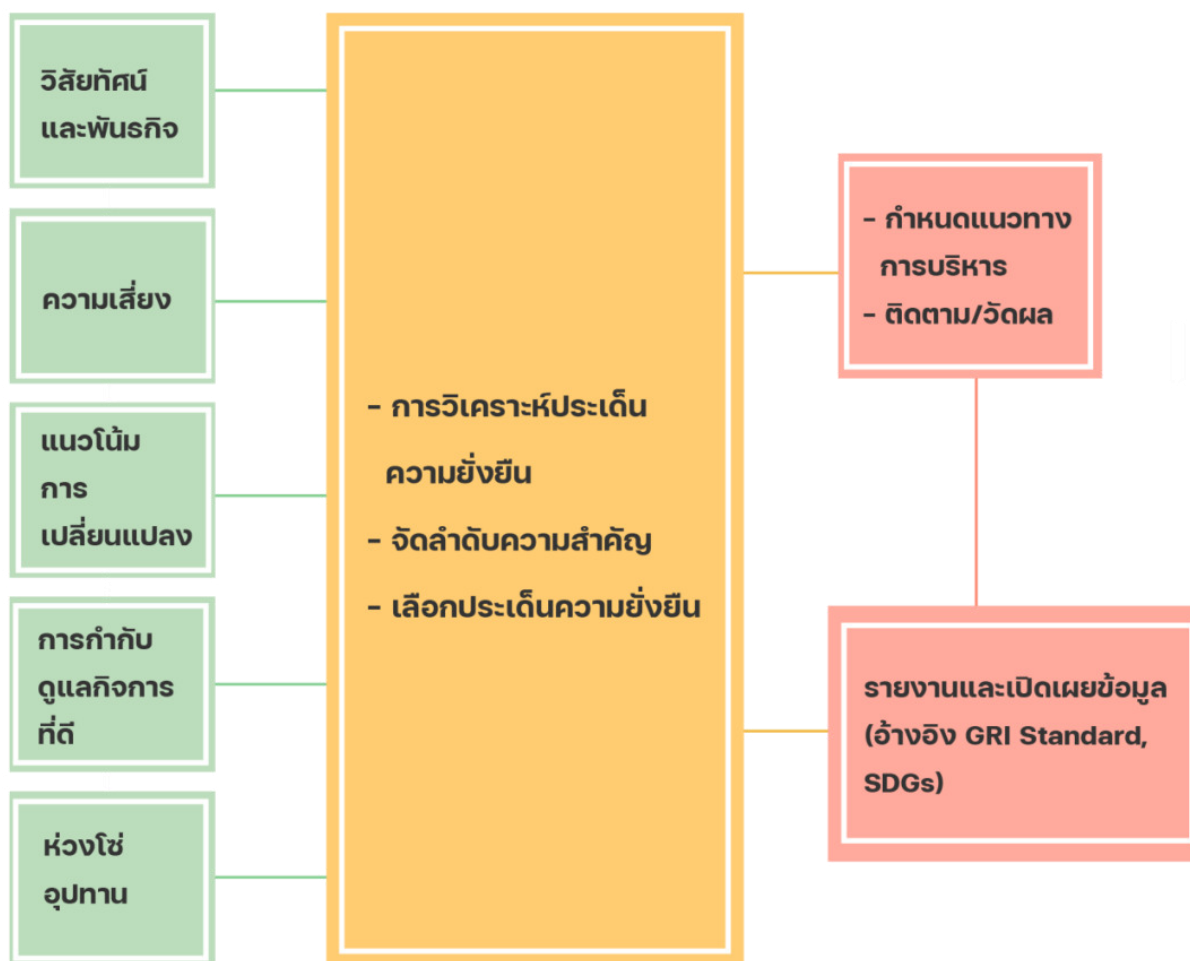 วิสัยทัศน์
และพันธกิจ
ความเสี่ยง
แนวโน้ม
การ
เปลี่ยนแปลง
การกำกับ
ดูแลกิจการ
ที่ดี
ห่วงโซ่
อุปทาน
- การวิเคราะห์ประเด็น
ความยั่งยืน
- จัดลำดับความสำคัญ
- เลือกประเด็นความยั่งยืน
- กำหนดแนวทาง
การบริหาร
- ติดตาม/วัดผล
รายงานและเปิดเผยข้อมูล
(อ้างอิง GRI Standard,
SDGs)